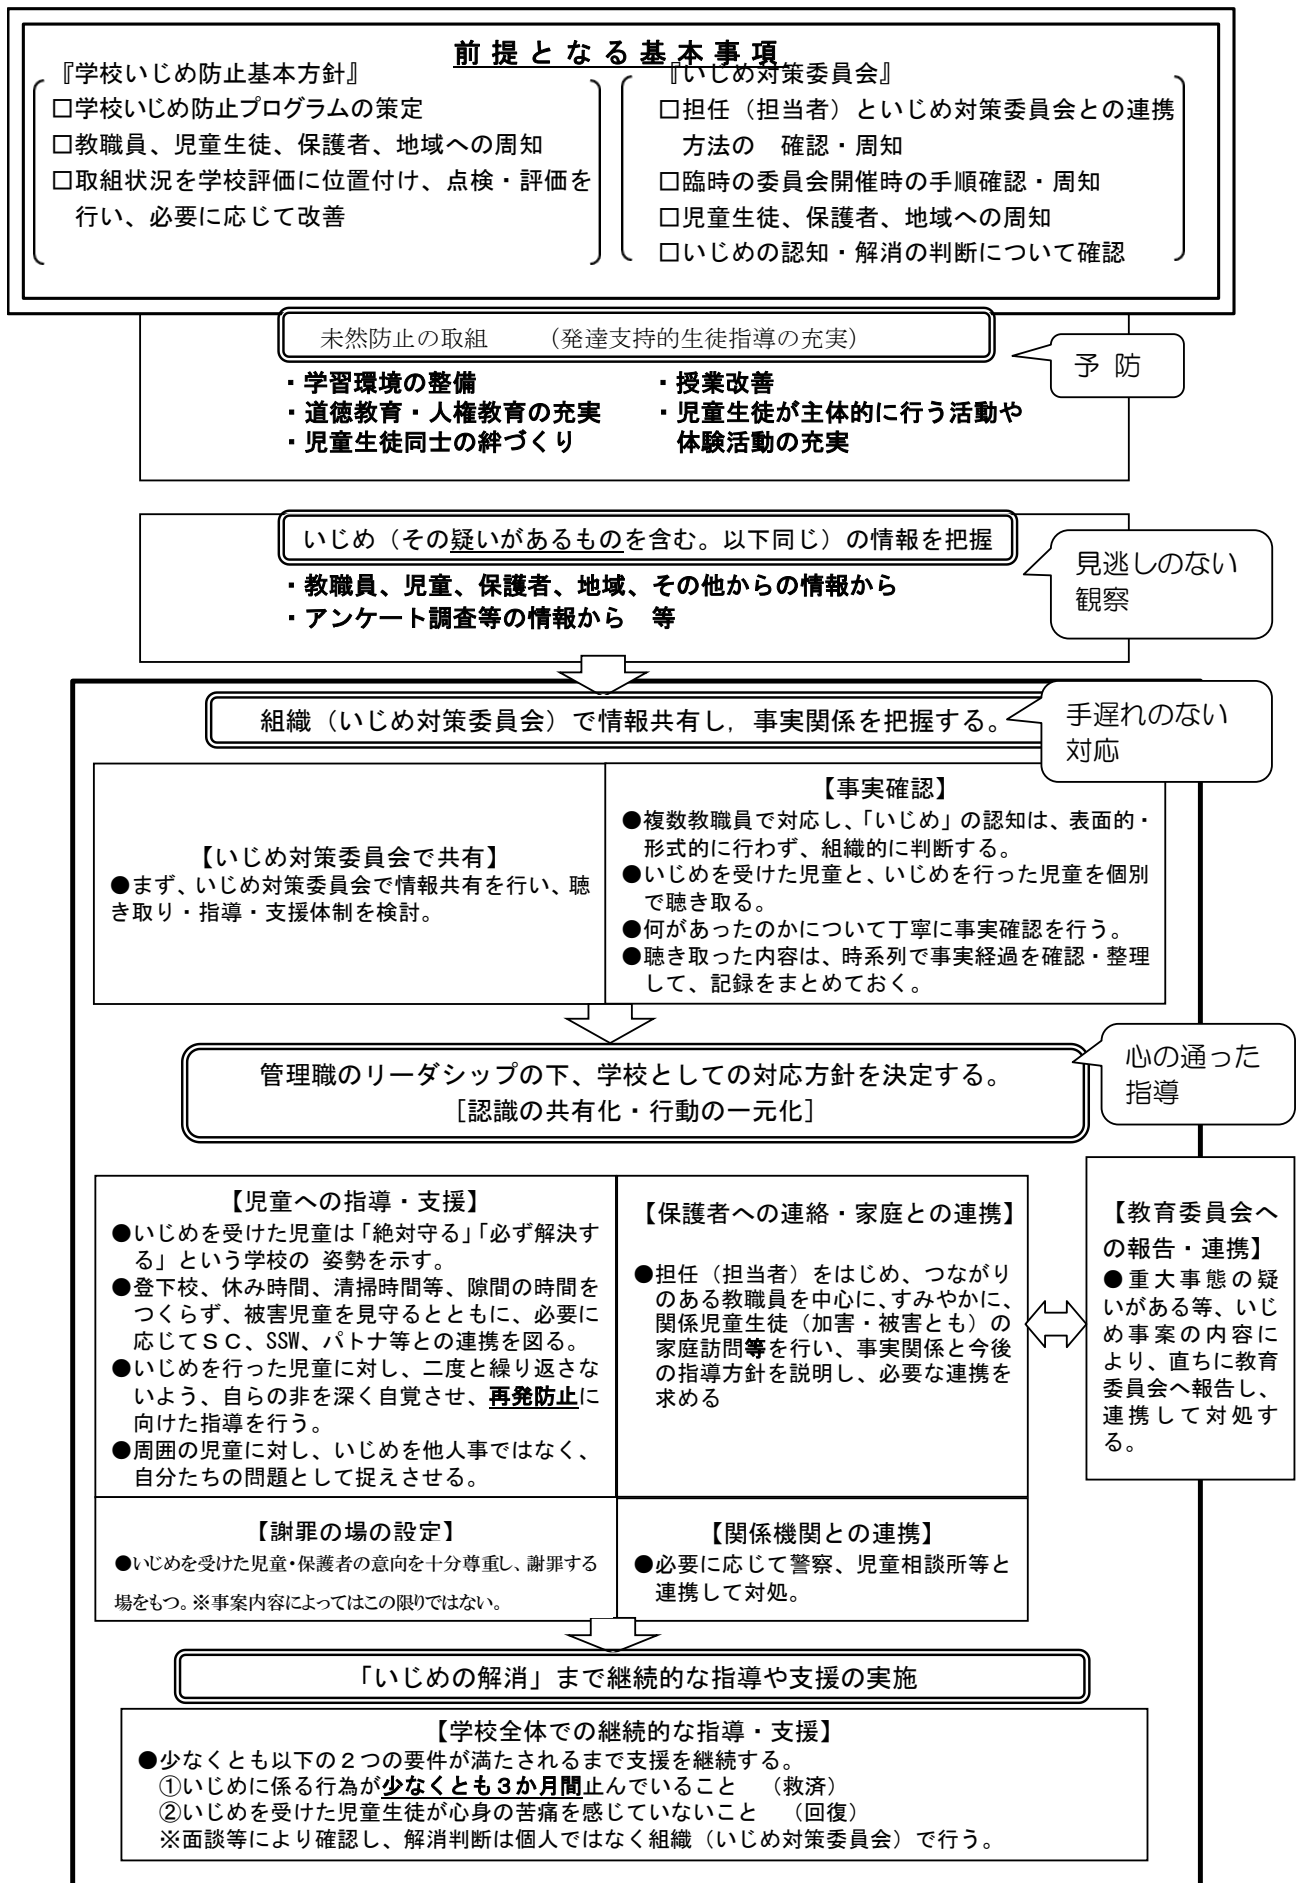 前提となる基本事項
『学校いじめ防止基本方針』
□学校いじめ防止プログラムの策定
□教職員、児童生徒、保護者、地域への周知
□取組状況を学校評価に位置付け、点検・評価を
行い、必要に応じて改善
『いじめ対策委員会』
□担任（担当者）といじめ対策委員会との連携
方法の　確認・周知
□臨時の委員会開催時の手順確認・周知
□児童生徒、保護者、地域への周知
□いじめの認知・解消の判断について確認
未然防止の取組　　（発達支持的生徒指導の充実）
予 防
・学習環境の整備
・道徳教育・人権教育の充実
・児童生徒同士の絆づくり
・授業改善
・児童生徒が主体的に行う活動や
体験活動の充実
いじめ（その疑いがあるものを含む。以下同じ）の情報を把握
見逃しのない
観察
・教職員、児童、保護者、地域、その他からの情報から
・アンケート調査等の情報から　等
組織（いじめ対策委員会）で情報共有し，事実関係を把握する。
手遅れのない
対応
【いじめ対策委員会で共有】
●まず、いじめ対策委員会で情報共有を行い、聴
き取り・指導・支援体制を検討。
【事実確認】
●複数教職員で対応し、「いじめ」の認知は、表面的・
形式的に行わず、組織的に判断する。
●いじめを受けた児童と、いじめを行った児童を個別
で聴き取る。
●何があったのかについて丁寧に事実確認を行う。
●聴き取った内容は、時系列で事実経過を確認・整理
して、記録をまとめておく。
管理職のリーダシップの下、学校としての対応方針を決定する。
［認識の共有化・行動の一元化］
心の通った
指導
【児童への指導・支援】
●いじめを受けた児童は「絶対守る」「必ず解決す
る」という学校の 姿勢を示す。
●登下校、休み時間、清掃時間等、隙間の時間を
つくらず、被害児童を見守るとともに、必要に
応じてＳＣ、SSW、パトナ等との連携を図る。
●いじめを行った児童に対し、二度と繰り返さな
いよう、自らの非を深く自覚させ、再発防止に
向けた指導を行う。
●周囲の児童に対し、いじめを他人事ではなく、
自分たちの問題として捉えさせる。
【保護者への連絡・家庭との連携】
●担任（担当者）をはじめ、つながり
のある教職員を中心に、すみやかに、
関係児童生徒（加害・被害とも）の
家庭訪問等を行い、事実関係と今後
の指導方針を説明し、必要な連携を
求める
【教育委員会へ
の報告・連携】
●重大事態の疑
いがある等、いじ
め事案の内容に
より、直ちに教育
委員会へ報告し、
連携して対処す
る。
【謝罪の場の設定】
●いじめを受けた児童・保護者の意向を十分尊重し、謝罪する
場をもつ。※事案内容によってはこの限りではない。
【関係機関との連携】
●必要に応じて警察、児童相談所等と
連携して対処。
「いじめの解消」まで継続的な指導や支援の実施
【学校全体での継続的な指導・支援】
●少なくとも以下の２つの要件が満たされるまで支援を継続する。
①いじめに係る行為が少なくとも３か月間止んでいること　（救済）
②いじめを受けた児童生徒が心身の苦痛を感じていないこと　（回復）
※面談等により確認し、解消判断は個人ではなく組織（いじめ対策委員会）で行う。